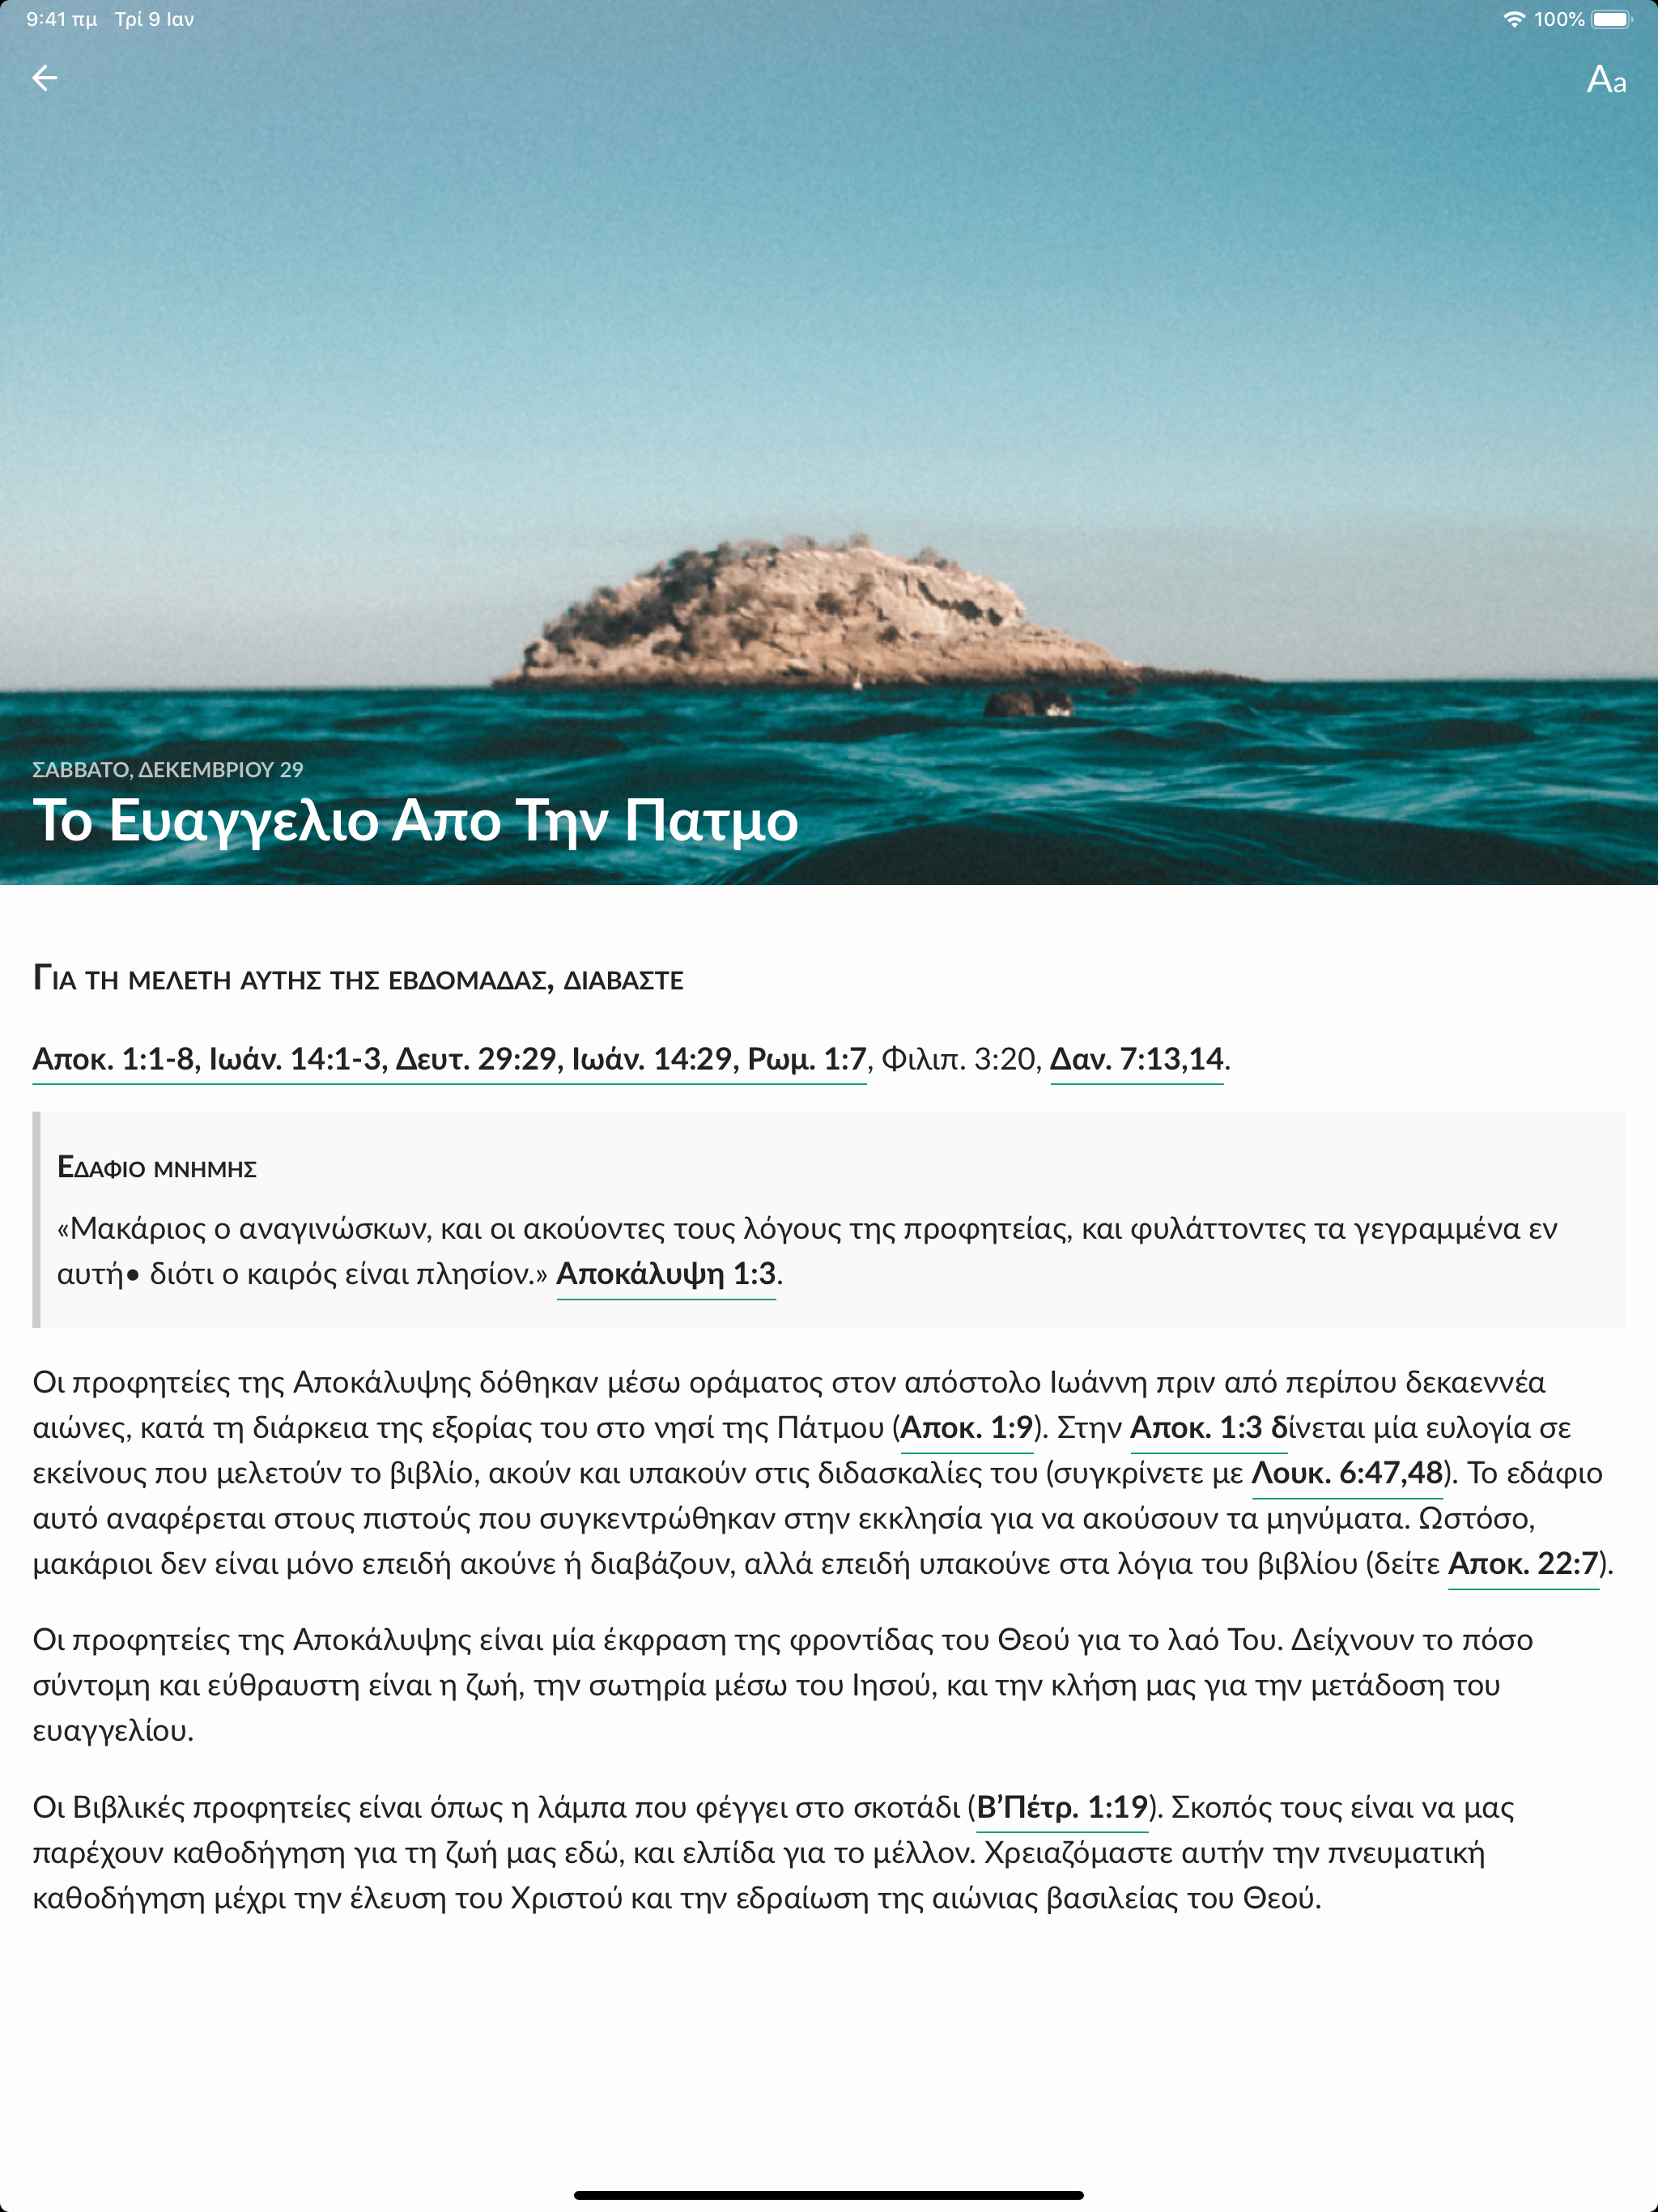 9:41 πμ Τρί 9 Ιαν
100%
Aa
ΣΑΒΒΑΤΟ, ΔΕΚΕΜΒΡΙΟΥ 29
Το Ευαγγελιο Απο Την Πατμο
Για τη μελετη αυτης της εβδομαδας, διαβαστε
Αποκ. 1:1-8, Ιωάν. 14:1-3, Δευτ. 29:29, Ιωάν. 14:29, Ρωμ. 1:7, Φιλιπ. 3:20, Δαν. 7:13,14.
Εδαφιο μνημης
«Μακάριος ο αναγινώσκων, και οι ακούοντες τους λόγους της προφητείας, και φυλάττοντες τα γεγραμμένα εν
αυτή• διότι ο καιρός είναι πλησίον.» Αποκάλυψη 1:3.
Οι προφητείες της Αποκάλυψης δόθηκαν μέσω οράματος στον απόστολο Ιωάννη πριν από περίπου δεκαεννέα
αιώνες, κατά τη διάρκεια της εξορίας του στο νησί της Πάτμου (Αποκ. 1:9). Στην Αποκ. 1:3 δίνεται μία ευλογία σε
εκείνους που μελετούν το βιβλίο, ακούν και υπακούν στις διδασκαλίες του (συγκρίνετε με Λουκ. 6:47,48). Το εδάφιο
αυτό αναφέρεται στους πιστούς που συγκεντρώθηκαν στην εκκλησία για να ακούσουν τα μηνύματα. Ωστόσο,
μακάριοι δεν είναι μόνο επειδή ακούνε ή διαβάζουν, αλλά επειδή υπακούνε στα λόγια του βιβλίου (δείτε Αποκ. 22:7).
Οι προφητείες της Αποκάλυψης είναι μία έκφραση της φροντίδας του Θεού για το λαό Του. Δείχνουν το πόσο
σύντομη και εύθραυστη είναι η ζωή, την σωτηρία μέσω του Ιησού, και την κλήση μας για την μετάδοση του
ευαγγελίου.
Οι Βιβλικές προφητείες είναι όπως η λάμπα που φέγγει στο σκοτάδι (Β’Πέτρ. 1:19). Σκοπός τους είναι να μας
παρέχουν καθοδήγηση για τη ζωή μας εδώ, και ελπίδα για το μέλλον. Χρειαζόμαστε αυτήν την πνευματική
καθοδήγηση μέχρι την έλευση του Χριστού και την εδραίωση της αιώνιας βασιλείας του Θεού.